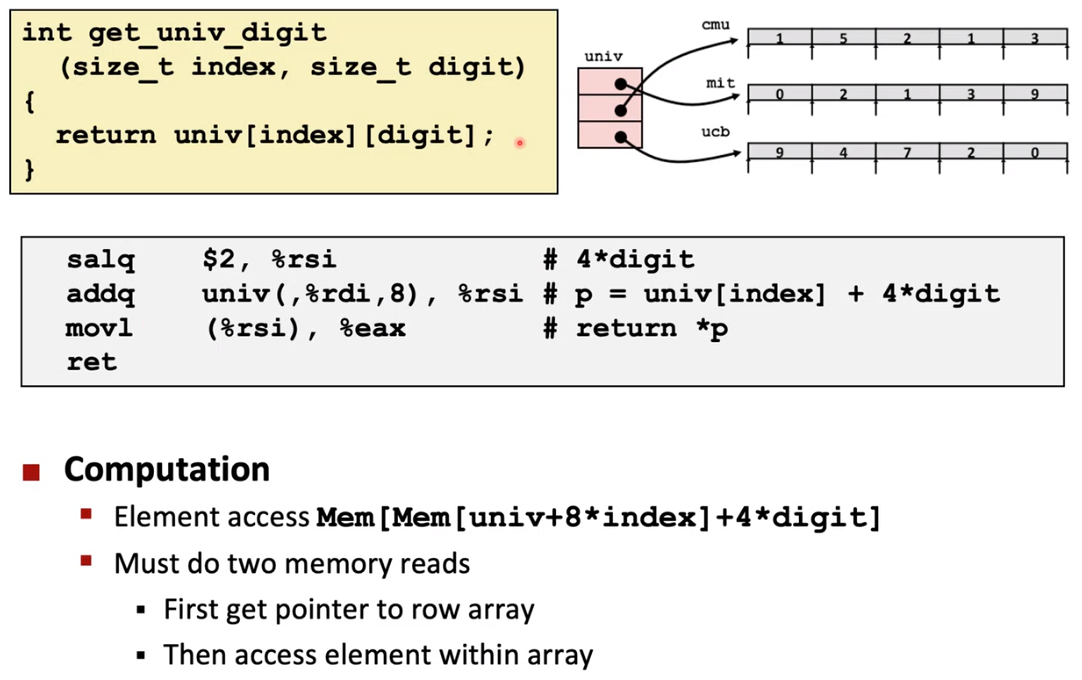 int get_univ_digit
(size_t index, size_t digit)
{
return univ[index][digit];
}
univ
cmu
1 5 2 1 3
mit
0 2 1 3 9
ucb
9 4 7 2 0
salq $2, %rsi # 4*digit
addq univ(,%rdi,8), %rsi # p = univ[index] + 4*digit
movl (%rsi), %eax # return *p
ret
Computation
Element access Mem[Mem[univ+8*index]+4*digit]
Must do two memory reads
First get pointer to row array
Then access element within array